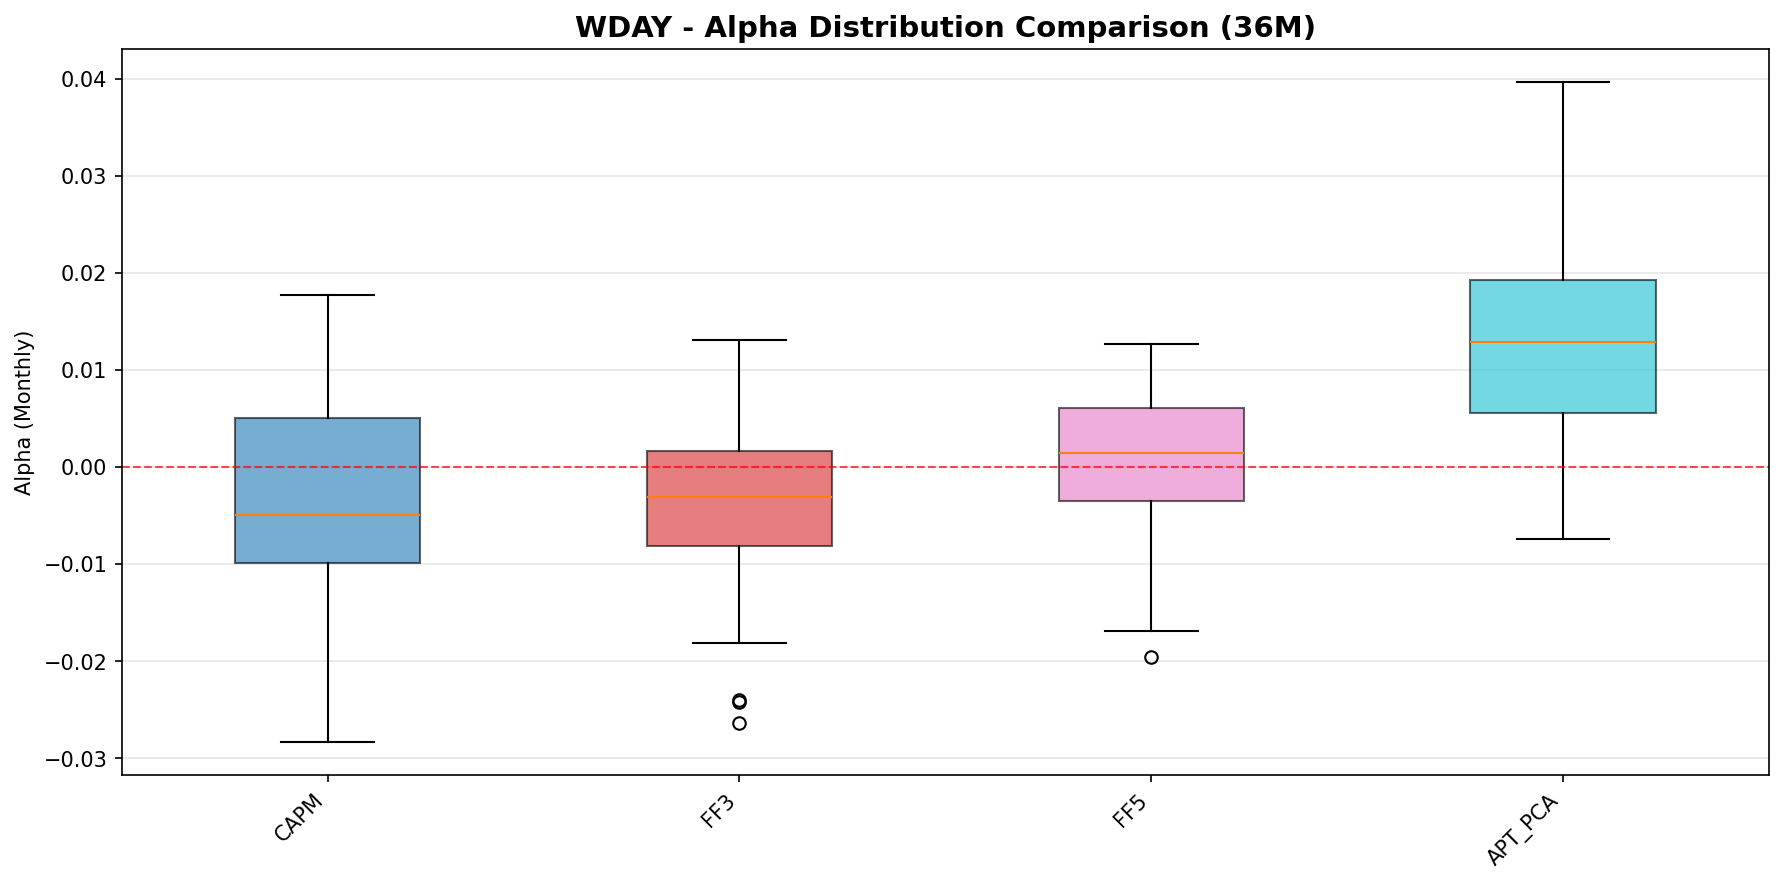 WDAY - Alpha Distribution Comparison (36M)
Alpha (Monthly)
0.04
0.03
0.02
0.01
0.00
−0.01
−0.02
−0.03
CAPM
FF3
FF5
APT_PCA